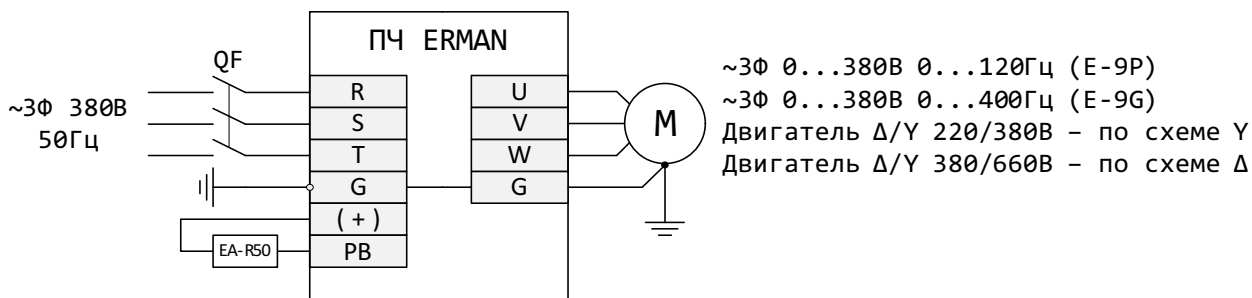 ПЧ ERMAN
QF
~3Ф 380В
50Гц
R
S
T
G
(+)
PB
EA-R50
U
V
W
G
M
~3Ф 0...380В 0...120Гц (E-9P)
~3Ф 0...380В 0...400Гц (E-9G)
Двигатель Δ/Y 220/380В – по схеме Y
Двигатель Δ/Y 380/660В – по схеме Δ